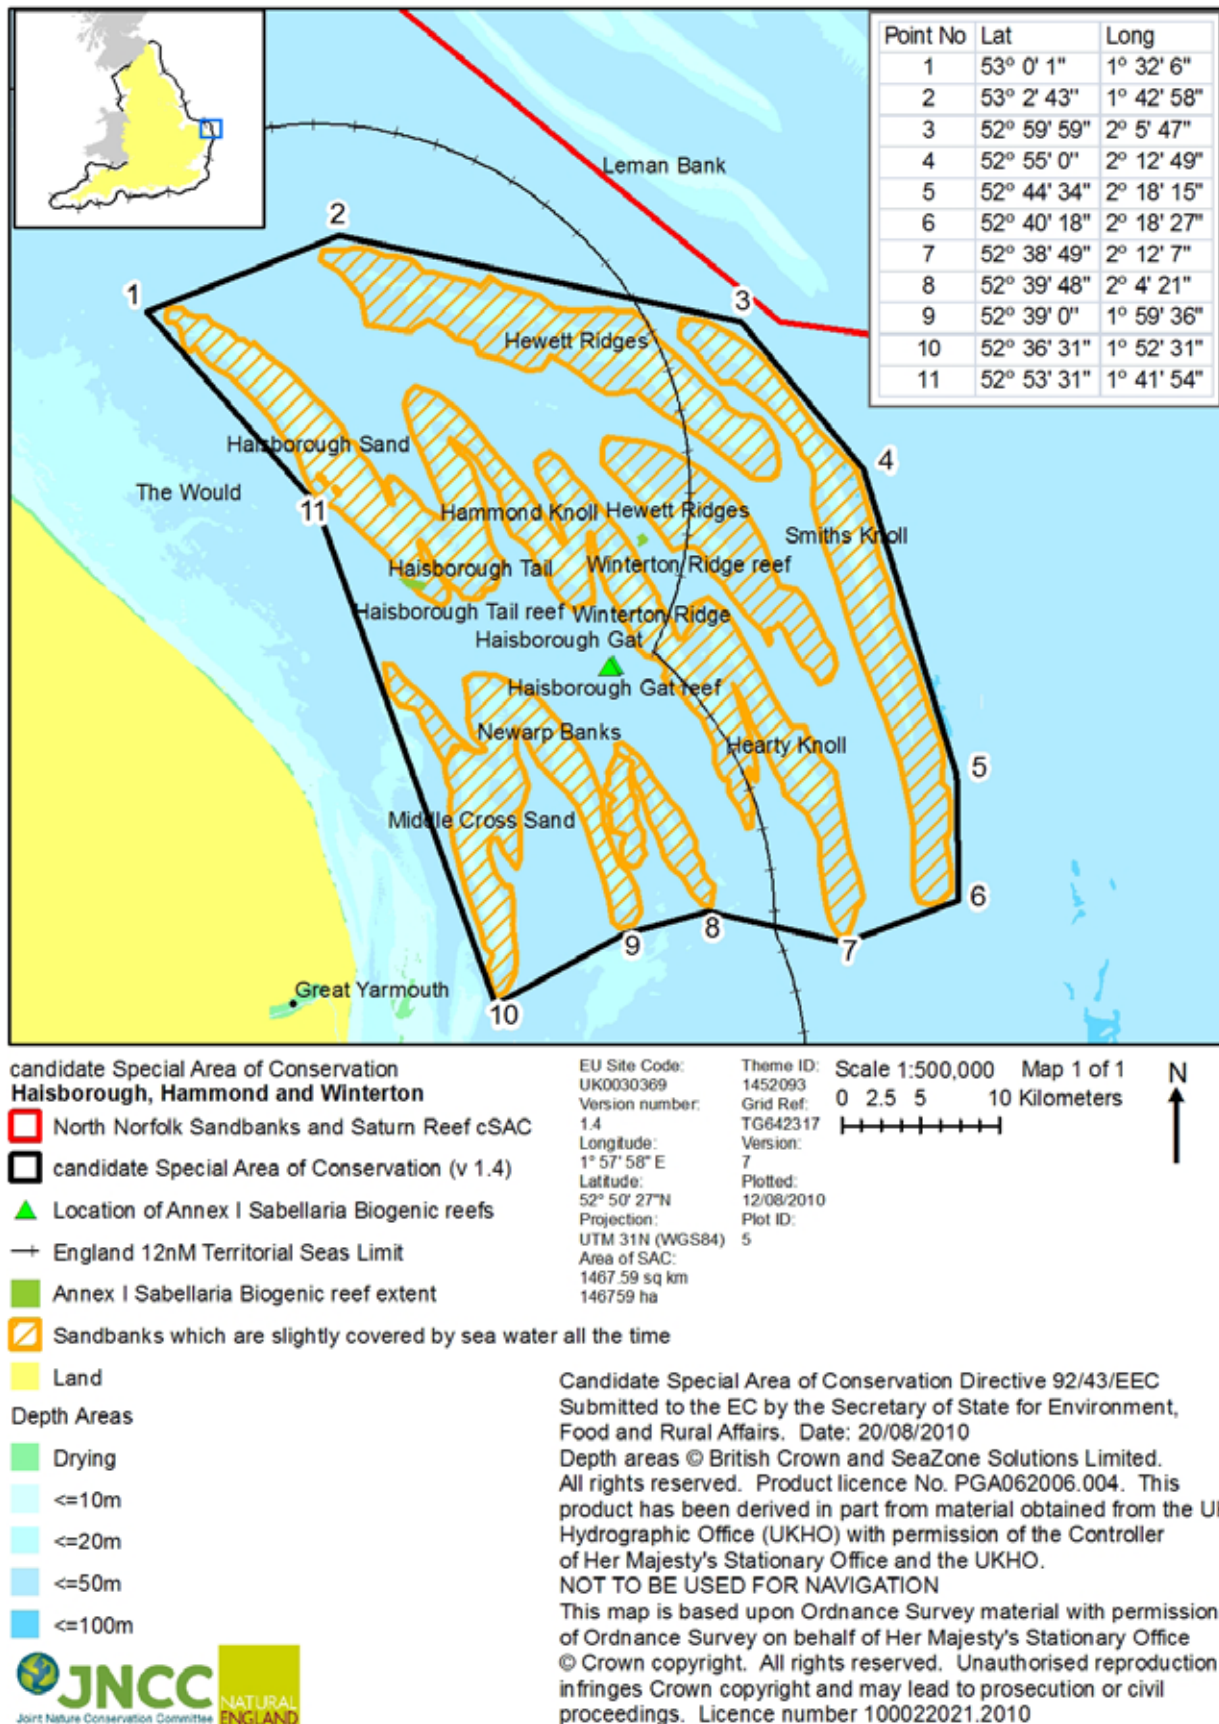 Point No Lat Long
1 53° 0' 1" 1° 32' 6"
2 53° 2' 43" 1° 42' 58"
3 52° 59' 59" 2° 5' 47"
4 52° 55' 0" 2° 12' 49"
5 52° 44' 34" 2° 18' 15"
6 52° 40' 18" 2° 18' 27"
7 52° 38' 49" 2° 12' 7"
8 52° 39' 48" 2° 4' 21"
9 52° 39' 0" 1° 59' 36"
10 52° 36' 31" 1° 52' 31"
11 52° 53' 31" 1° 41' 54"
Leman Bank
2
1
3
Hewett Ridges
Haisborough Sand
4
The Would
11
Hammond Knoll
Hewett Ridges
Smiths Knoll
Haisborough Tail
Winterton Ridge reef
Haisborough Tail reef
Winterton Ridge
Haisborough Gat
Haisborough Gat reef
Newarp Banks
Hearty Knoll
5
Middle Cross Sand
6
8
9
7
Great Yarmouth
10
candidate Special Area of Conservation
Haisborough, Hammond and Winterton
North Norfolk Sandbanks and Saturn Reef cSAC
candidate Special Area of Conservation (v 1.4)
Location of Annex I Sabellaria Biogenic reefs
England 12nM Territorial Seas Limit
Annex I Sabellaria Biogenic reef extent
Sandbanks which are slightly covered by sea water all the time
Land
Depth Areas
Drying
<=10m
<=20m
<=50m
<=100m
EU Site Code:
UK0030369
Version number:
1.4
Longitude:
1° 57' 58" E
Latitude:
52° 50' 27"N
Projection:
UTM 31N (WGS84)
Area of SAC:
1467.59 sq km
146759 ha
Theme ID:
1452093
Grid Ref:
TG642317
Version:
7
Plotted:
12/08/2010
Plot ID:
5
Scale 1:500,000 Map 1 of 1
0 2.5 5 10 Kilometers
N
Candidate Special Area of Conservation Directive 92/43/EEC
Submitted to the EC by the Secretary of State for Environment,
Food and Rural Affairs. Date: 20/08/2010
Depth areas © British Crown and SeaZone Solutions Limited.
All rights reserved. Product licence No. PGA062006.004. This
product has been derived in part from material obtained from the U
Hydrographic Office (UKHO) with permission of the Controller
of Her Majesty's Stationary Office and the UKHO.
NOT TO BE USED FOR NAVIGATION
This map is based upon Ordnance Survey material with permission
of Ordnance Survey on behalf of Her Majesty's Stationary Office
© Crown copyright. All rights reserved. Unauthorised reproduction
infringes Crown copyright and may lead to prosecution or civil
proceedings. Licence number 100022021.2010
JNCC
Joint Nature Conservation Committee
NATURAL
ENGLAND